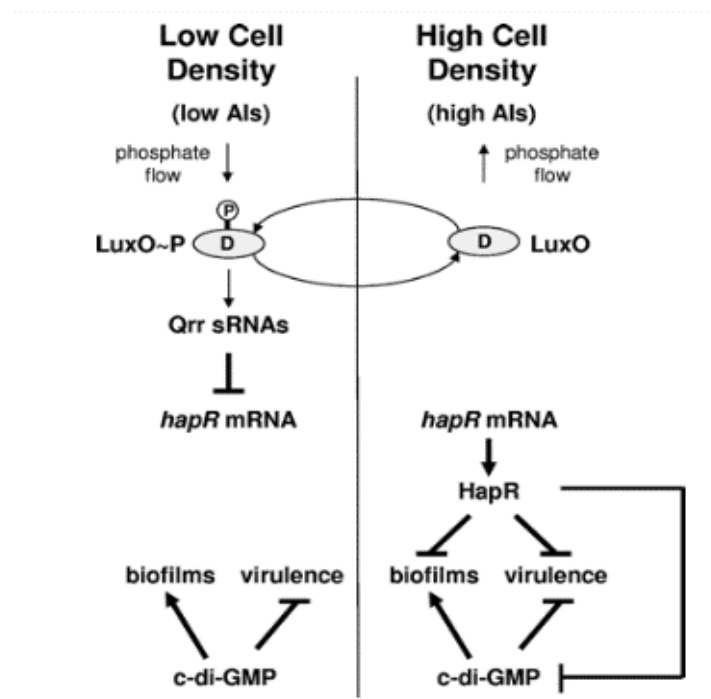 Low Cell
Density
(low AIs)
phosphate
flow
P
LuxO~P
D
Qrr sRNAs
hapR mRNA
biofilms
virulence
c-di-GMP
High Cell
Density
(high AIs)
phosphate
flow
D
LuxO
hapR mRNA
HapR
biofilms
virulence
c-di-GMP